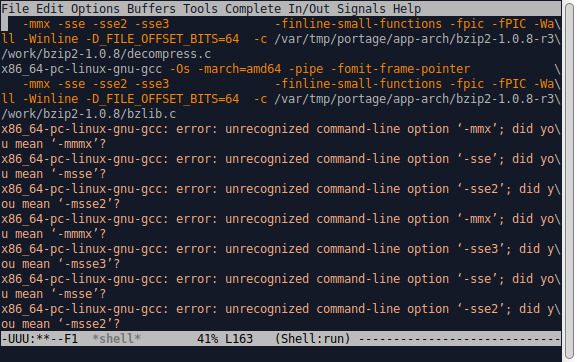 File Edit Options Buffers Tools Complete In/Out Signals Help
   -mmx -sse -sse2 -sse3               -finline-small-functions -fpic -fPIC -Wa\
ll -Winline -D_FILE_OFFSET_BITS=64  -c /var/tmp/portage/app-arch/bzip2-1.0.8-r3\
/work/bzip2-1.0.8/decompress.c
x86_64-pc-linux-gnu-gcc -Os -march=amd64 -pipe -fomit-frame-pointer            \
   -mmx -sse -sse2 -sse3               -finline-small-functions -fpic -fPIC -Wa\
ll -Winline -D_FILE_OFFSET_BITS=64  -c /var/tmp/portage/app-arch/bzip2-1.0.8-r3\
/work/bzip2-1.0.8/bzlib.c
x86_64-pc-linux-gnu-gcc: error: unrecognized command-line option ‘-mmx’; did yo\
u mean ‘-mmmx’?
x86_64-pc-linux-gnu-gcc: error: unrecognized command-line option ‘-sse’; did yo\
u mean ‘-msse’?
x86_64-pc-linux-gnu-gcc: error: unrecognized command-line option ‘-sse2’; did y\
ou mean ‘-msse2’?
x86_64-pc-linux-gnu-gcc: error: unrecognized command-line option ‘-mmx’; did yo\
u mean ‘-mmmx’?
x86_64-pc-linux-gnu-gcc: error: unrecognized command-line option ‘-sse3’; did y\
ou mean ‘-msse3’?
x86_64-pc-linux-gnu-gcc: error: unrecognized command-line option ‘-sse’; did yo\
u mean ‘-msse’?
x86_64-pc-linux-gnu-gcc: error: unrecognized command-line option ‘-sse2’; did y\
ou mean ‘-msse2’?
-UUU:**--F1  *shell*        41% L163   (Shell:run) -----------------------------